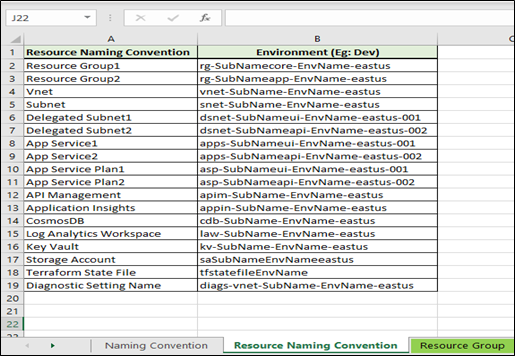 J22
fx
A B C
1 Resource Naming Convention Environment (Eg: Dev)
2 Resource Group1 rg-SubNamecore-EnvName-eastus
3 Resource Group2 rg-SubNameapp-EnvName-eastus
4 Vnet vnet-SubName-EnvName-eastus
5 Subnet snet-SubName-EnvName-eastus
6 Delegated Subnet1 dsnet-SubNameui-EnvName-eastus-001
7 Delegated Subnet2 dsnet-SubNameapi-EnvName-eastus-002
8 App Service1 apps-SubNameui-EnvName-eastus-001
9 App Service2 apps-SubNameapi-EnvName-eastus-002
10 App Service Plan1 asp-SubNameui-EnvName-eastus-001
11 App Service Plan2 asp-SubNameapi-EnvName-eastus-002
12 API Management apim-SubName-EnvName-eastus
13 Application Insights appin-SubName-EnvName-eastus
14 CosmosDB cdb-SubName-EnvName-eastus
15 Log Analytics Workspace law-SubName-EnvName-eastus
16 Key Vault kv-SubName-EnvName-eastus
17 Storage Account saSubNameEnvNameeastus
18 Terraform State File tfstatefileEnvName
19 Diagnostic Setting Name diags-vnet-SubName-EnvName-eastus
20
21
22
23
Naming Convention Resource Naming Convention Resource Group